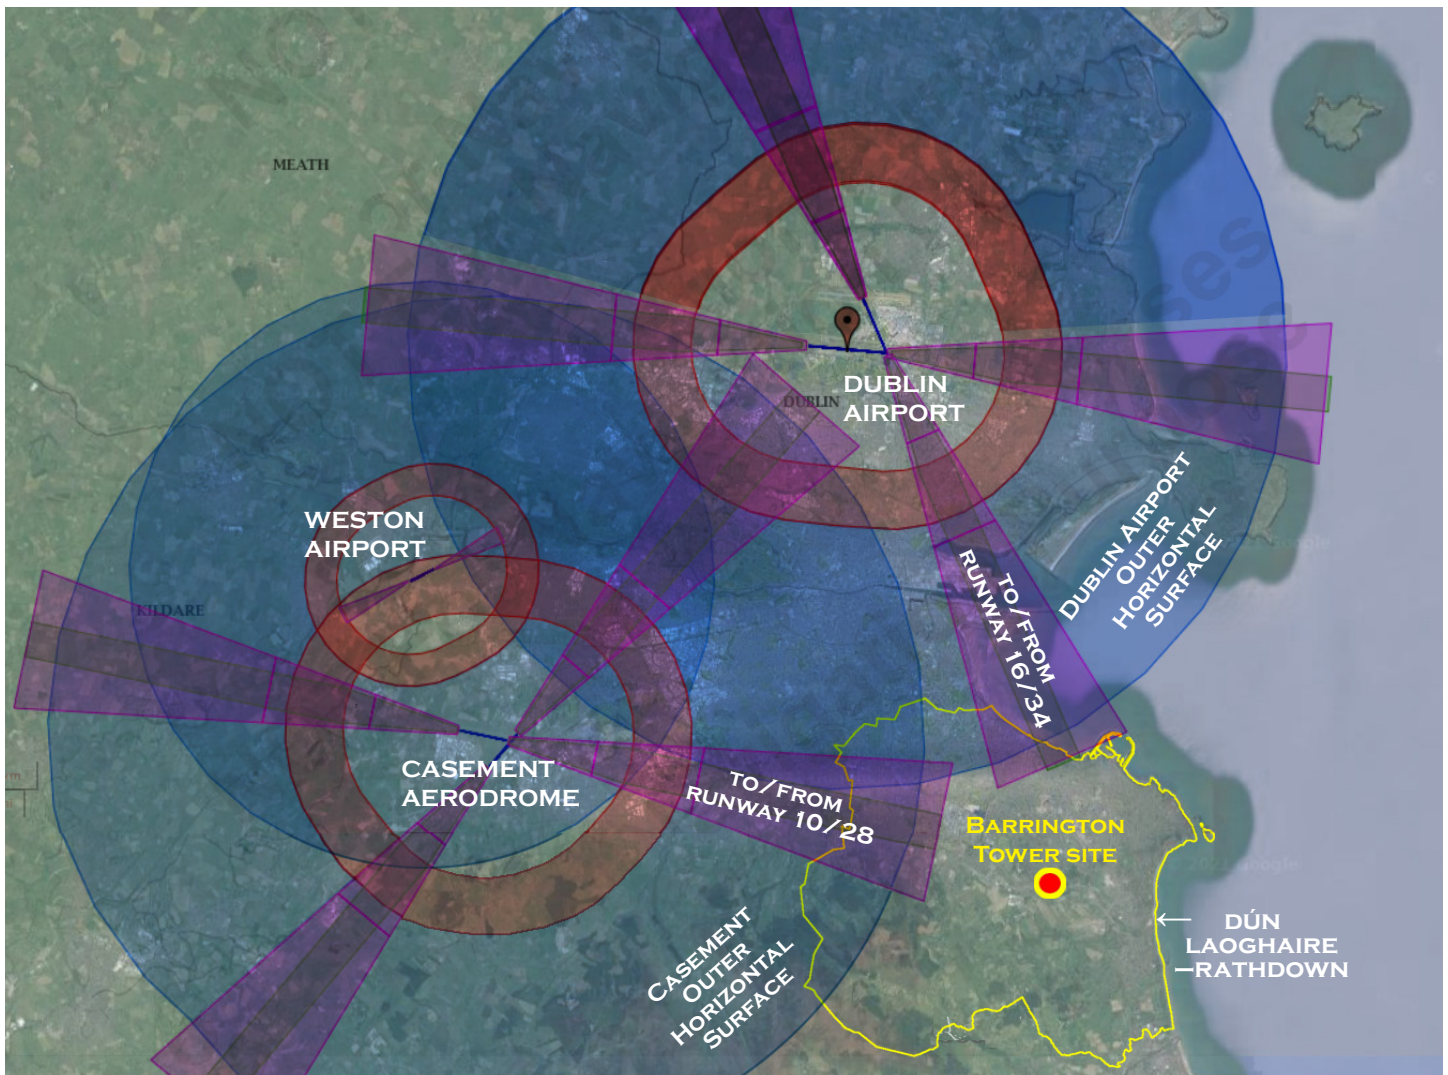 MEATH
DUBLIN
DUBLIN
AIRPORT
WESTON
AIRPORT
KILDARE
DUBLIN AIRPORT
OUTER
HORIZONTAL
SURFACE
TO/FROM
RUNWAY 16/34
CASEMENT
AERODROME
TO/FROM
RUNWAY 10/28
BARRINGTON
TOWER SITE
CASEMENT
OUTER
HORIZONTAL
SURFACE
DÚN
LAOGHAIRE
–RATHDOWN